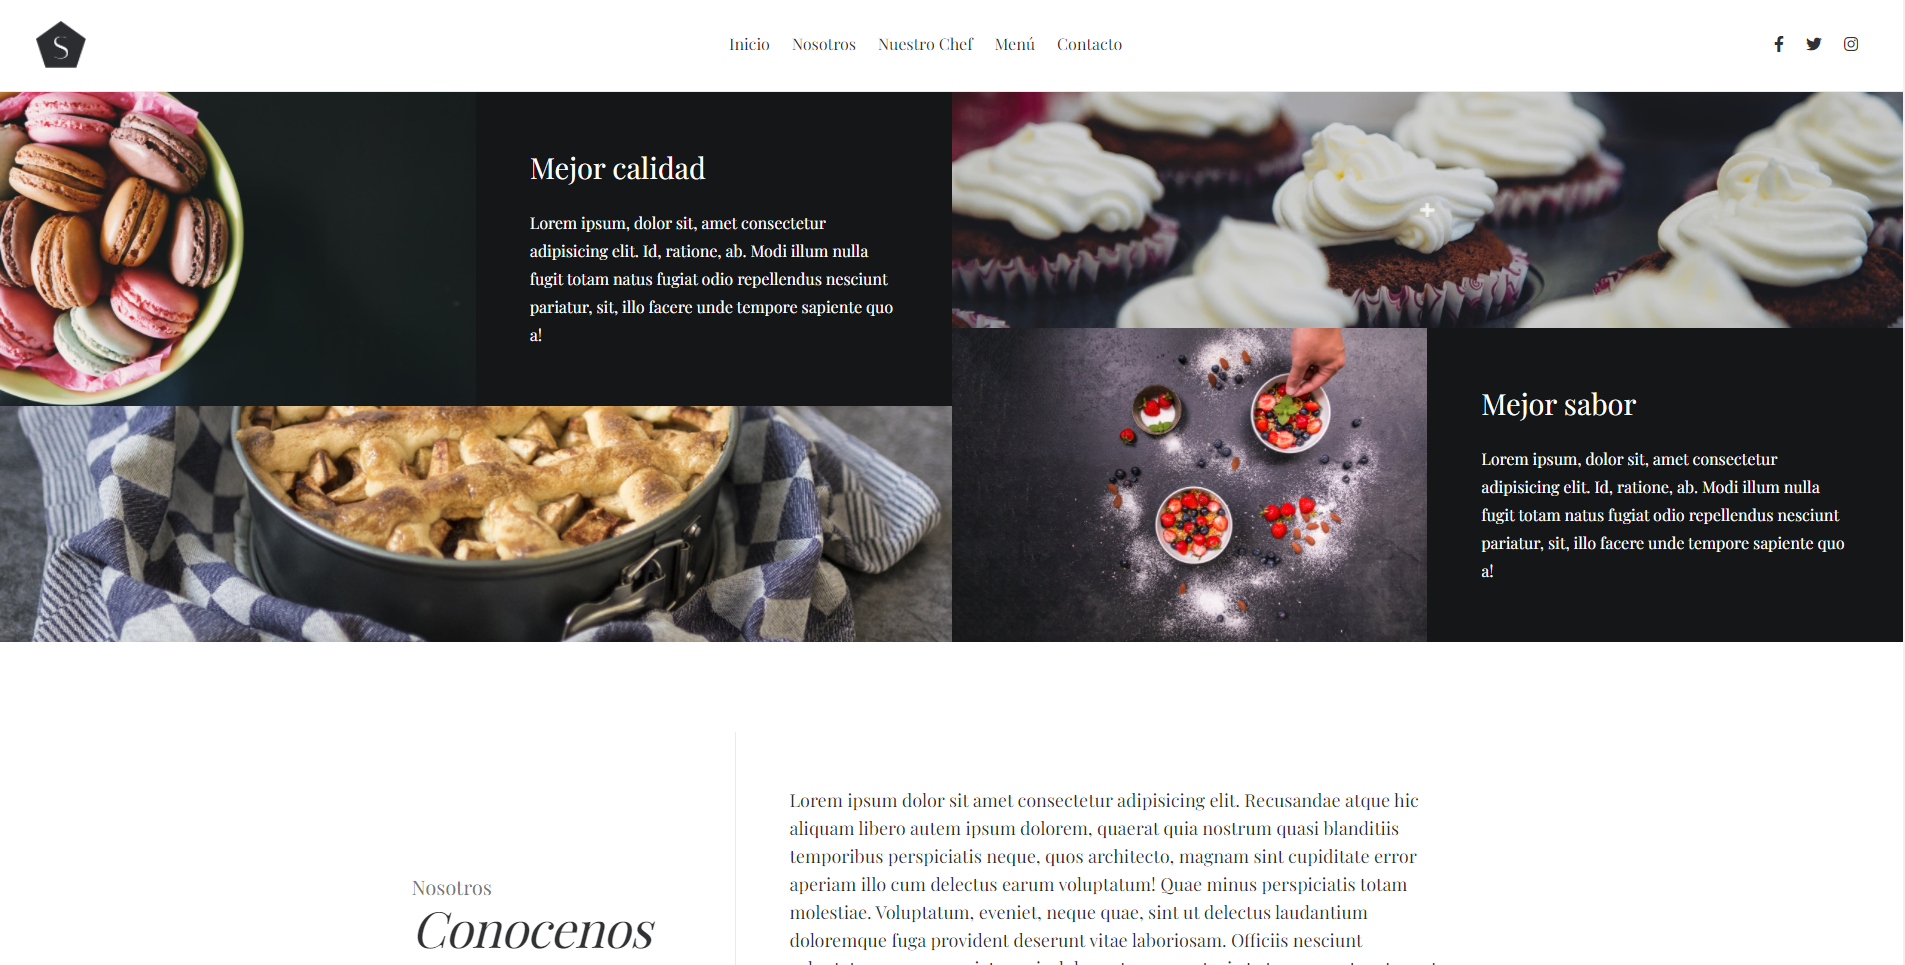 S
Inicio Nosotros Nuestro Chef Menú Contacto
Mejor calidad
Lorem ipsum, dolor sit, amet consectetur
adipisicing elit. Id, ratione, ab. Modi illum nulla
fugit totam natus fugiat odio repellendus nesciunt
pariatur, sit, illo facere unde tempore sapiente quo
a!
Mejor sabor
Lorem ipsum, dolor sit, amet consectetur
adipisicing elit. Id, ratione, ab. Modi illum nulla
fugit totam natus fugiat odio repellendus nesciunt
pariatur, sit, illo facere unde tempore sapiente quo
a!
Nosotros
Conocenos
Lorem ipsum dolor sit amet consectetur adipisicing elit. Recusandae atque hic
aliquam libero autem ipsum dolorem, quaerat quia nostrum quasi blanditiis
temporibus perspiciatis neque, quos architecto, magnam sint cupiditate error
aperiam illo cum delectus earum voluptatum! Quae minus perspiciatis totam
molestiae. Voluptatum, eveniet, neque quae, sint ut delectus laudantium
doloremque fuga provident deserunt vitae laboriosam. Officiis nesciunt